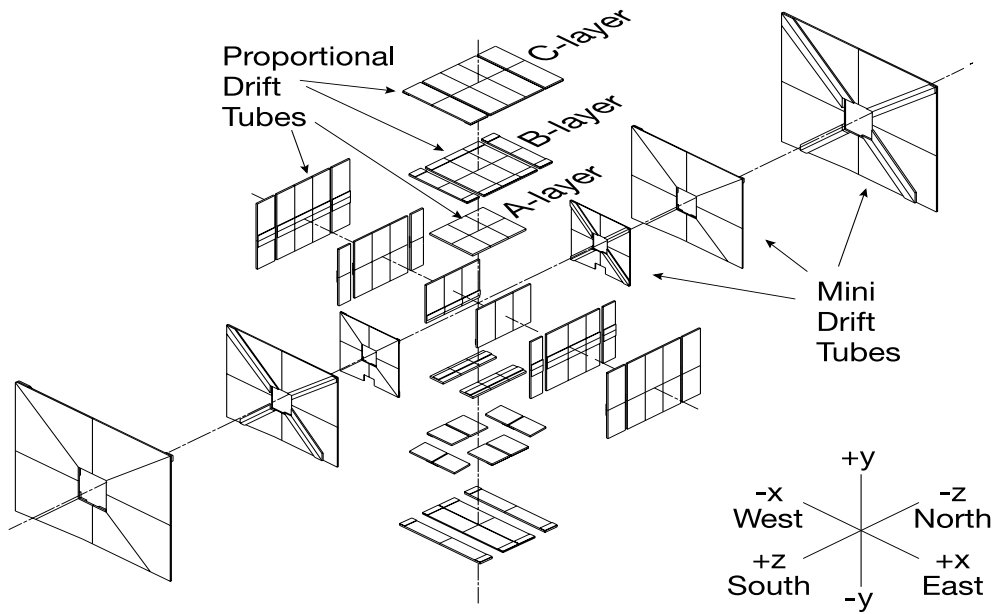 Proportional
Drift
Tubes
C-layer
B-layer
A-layer
Mini
Drift
Tubes
+y
-x
West
-z
North
+z
South
+x
East
-y